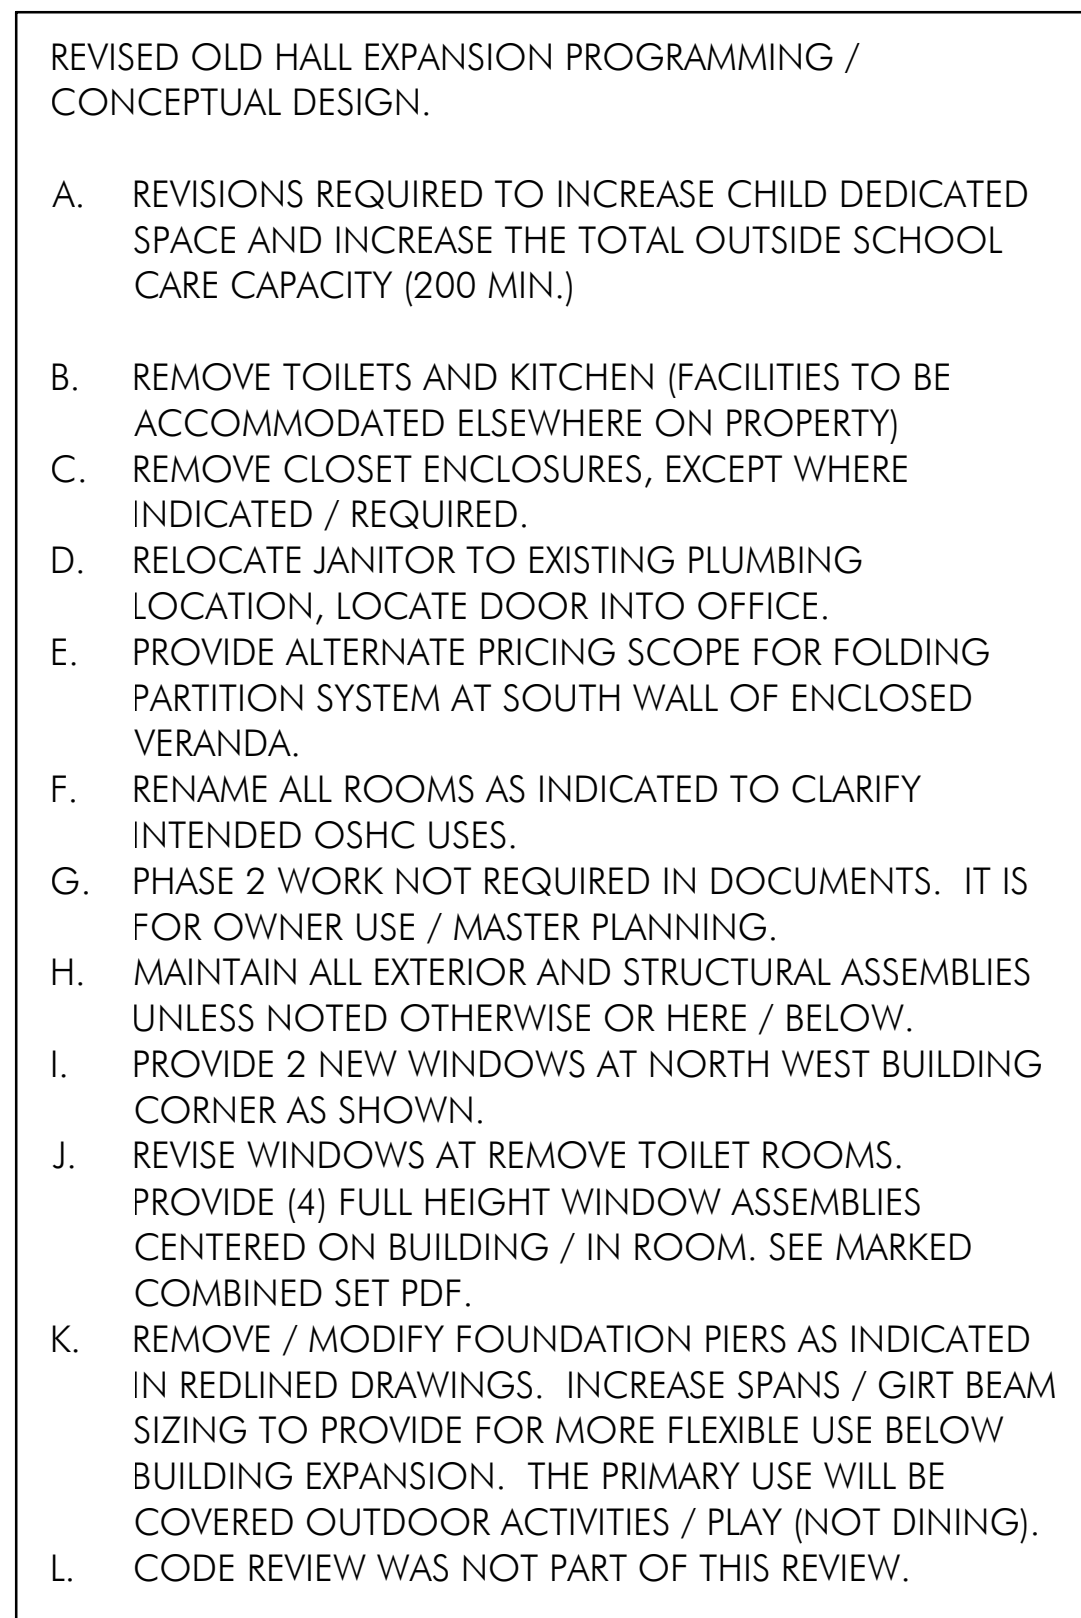 REVISED OLD HALL EXPANSION PROGRAMMING /
CONCEPTUAL DESIGN.
A. REVISIONS REQUIRED TO INCREASE CHILD DEDICATED
SPACE AND INCREASE THE TOTAL OUTSIDE SCHOOL
CARE CAPACITY (200 MIN.)
B. REMOVE TOILETS AND KITCHEN (FACILITIES TO BE
ACCOMMODATED ELSEWHERE ON PROPERTY)
C. REMOVE CLOSET ENCLOSURES, EXCEPT WHERE
INDICATED / REQUIRED.
D. RELOCATE JANITOR TO EXISTING PLUMBING
LOCATION, LOCATE DOOR INTO OFFICE.
E. PROVIDE ALTERNATE PRICING SCOPE FOR FOLDING
PARTITION SYSTEM AT SOUTH WALL OF ENCLOSED
VERANDA.
F. RENAME ALL ROOMS AS INDICATED TO CLARIFY
INTENDED OSHC USES.
G. PHASE 2 WORK NOT REQUIRED IN DOCUMENTS. IT IS
FOR OWNER USE / MASTER PLANNING.
H. MAINTAIN ALL EXTERIOR AND STRUCTURAL ASSEMBLIES
UNLESS NOTED OTHERWISE OR HERE / BELOW.
I. PROVIDE 2 NEW WINDOWS AT NORTH WEST BUILDING
CORNER AS SHOWN.
J. REVISE WINDOWS AT REMOVE TOILET ROOMS.
PROVIDE (4) FULL HEIGHT WINDOW ASSEMBLIES
CENTERED ON BUILDING / IN ROOM. SEE MARKED
COMBINED SET PDF.
K. REMOVE / MODIFY FOUNDATION PIERS AS INDICATED
IN REDLINED DRAWINGS. INCREASE SPANS / GIRT BEAM
SIZING TO PROVIDE FOR MORE FLEXIBLE USE BELOW
BUILDING EXPANSION. THE PRIMARY USE WILL BE
COVERED OUTDOOR ACTIVITIES / PLAY (NOT DINING).
L. CODE REVIEW WAS NOT PART OF THIS REVIEW.